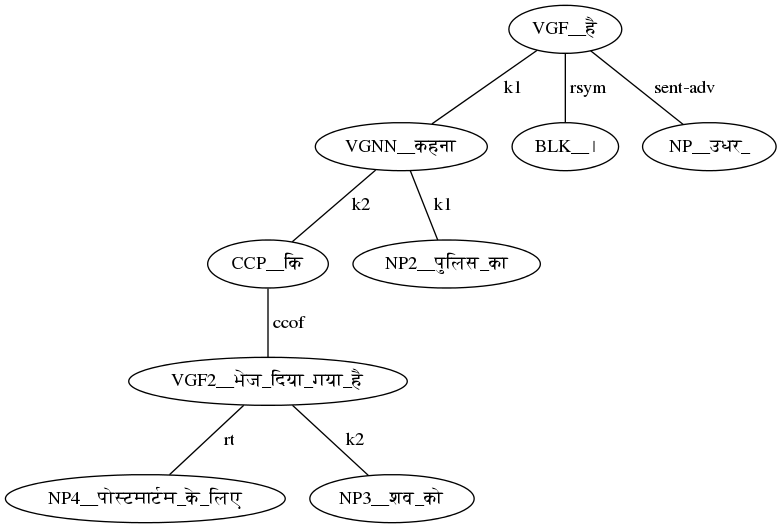 VGF__है
k1 rsym sent-adv
VGNN__कहना BLK__। NP__उधर_
k2 k1
CCP__कि NP2__पुलिस_का
ccof
VGF2__भेज_दिया_गया_है
rt k2
NP4__पोस्टमार्टम_के_लिए NP3__शव_को